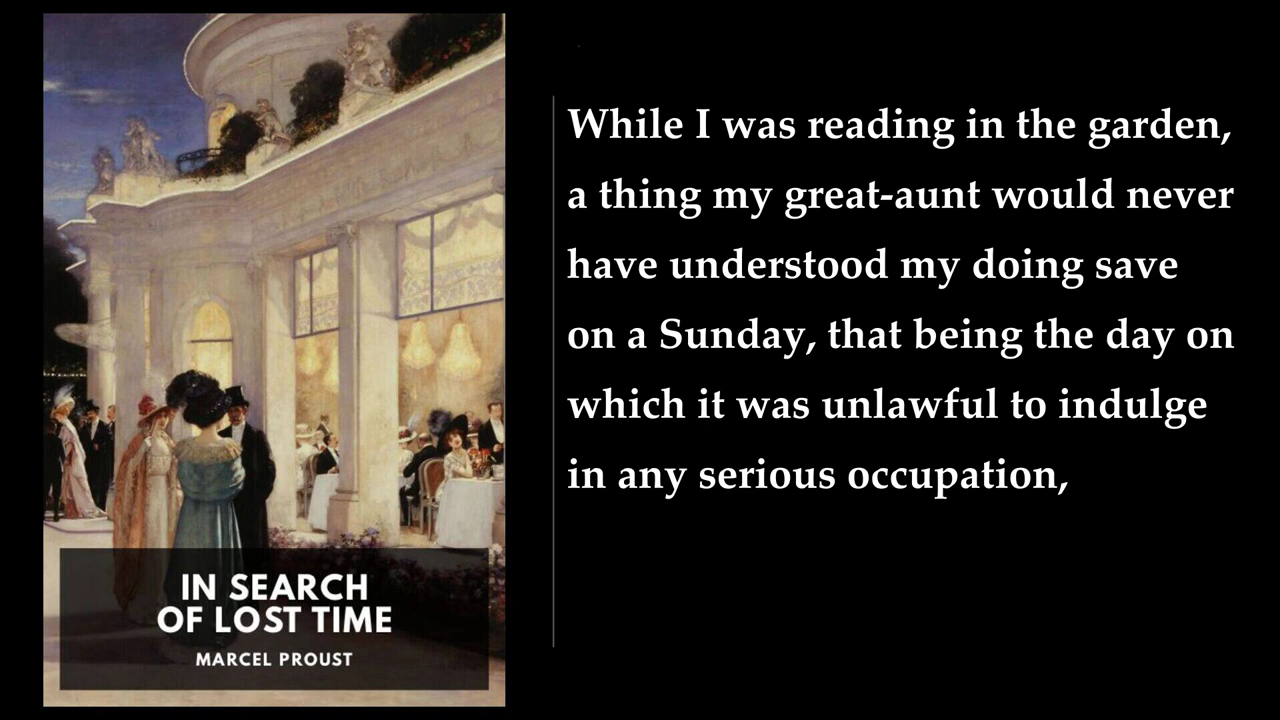 While I was reading in the garden,
a thing my great-aunt would never
have understood my doing save
on a Sunday, that being the day on
which it was unlawful to indulge
in any serious occupation,
IN SEARCH
OF LOST TIME
MARCEL PROUST